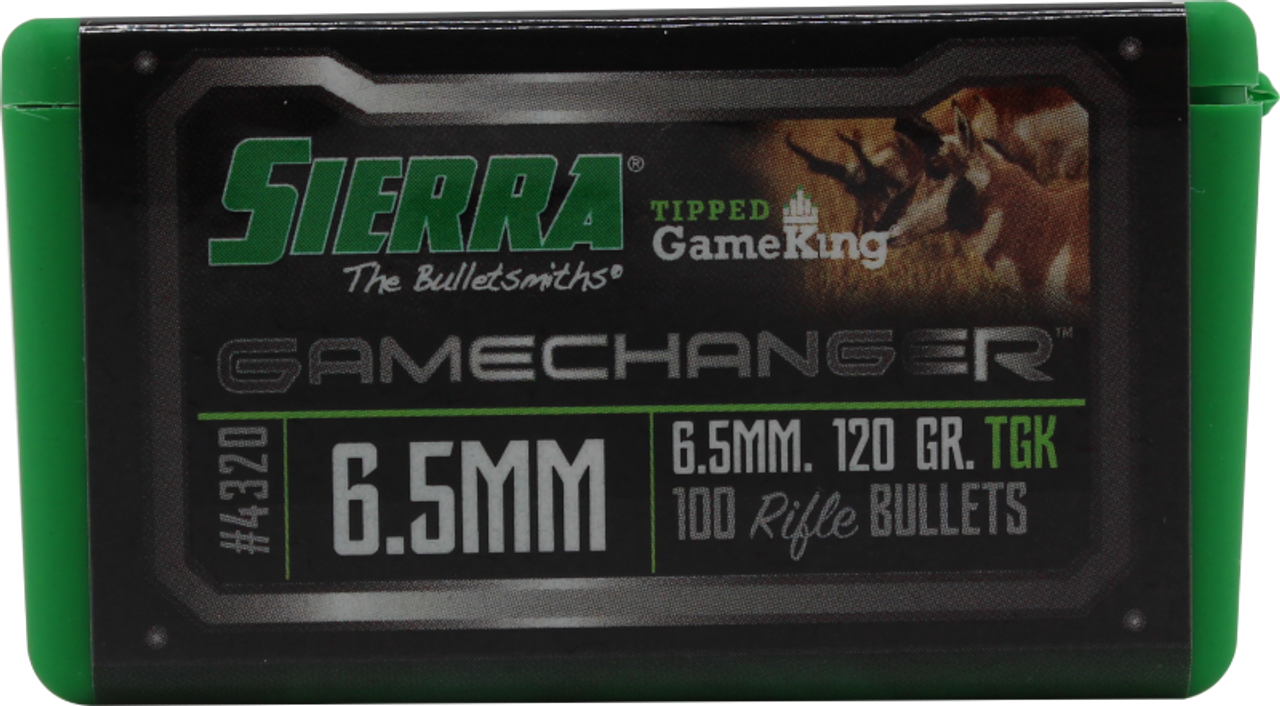 SIERRA®
The Bulletsmiths®
TIPPED
GameKing
GAMECHANGER™
#4320
6.5MM
6.5MM. 120 GR. TGK
100 Rifle BULLETS